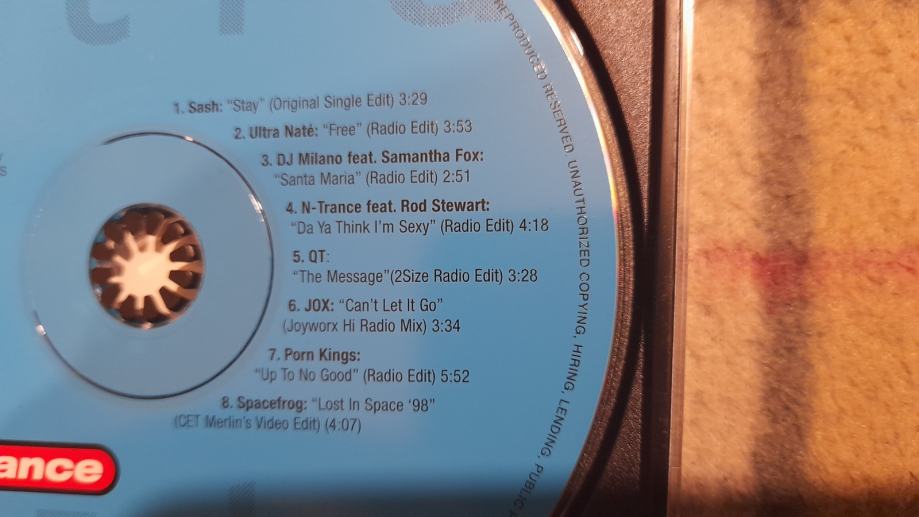 REPRODUCED RESERVED. UNAUTHORIZED COPYING, HIRING, LENDING, PUBLIC
1. Sash: “Stay” (Original Single Edit) 3:29
2. Ultra Naté: “Free” (Radio Edit) 3:53
3. DJ Milano feat. Samantha Fox:
“Santa Maria” (Radio Edit) 2:51
4. N-Trance feat. Rod Stewart:
“Da Ya Think I'm Sexy” (Radio Edit) 4:18
5. QT:
“The Message”(2Size Radio Edit) 3:28
6. JOX: “Can't Let It Go”
(Joyworx Hi Radio Mix) 3:34
7. Porn Kings:
“Up To No Good” (Radio Edit) 5:52
8. Spacefrog: “Lost In Space ‘98”
(CET Merlin's Video Edit) (4:07)
ance